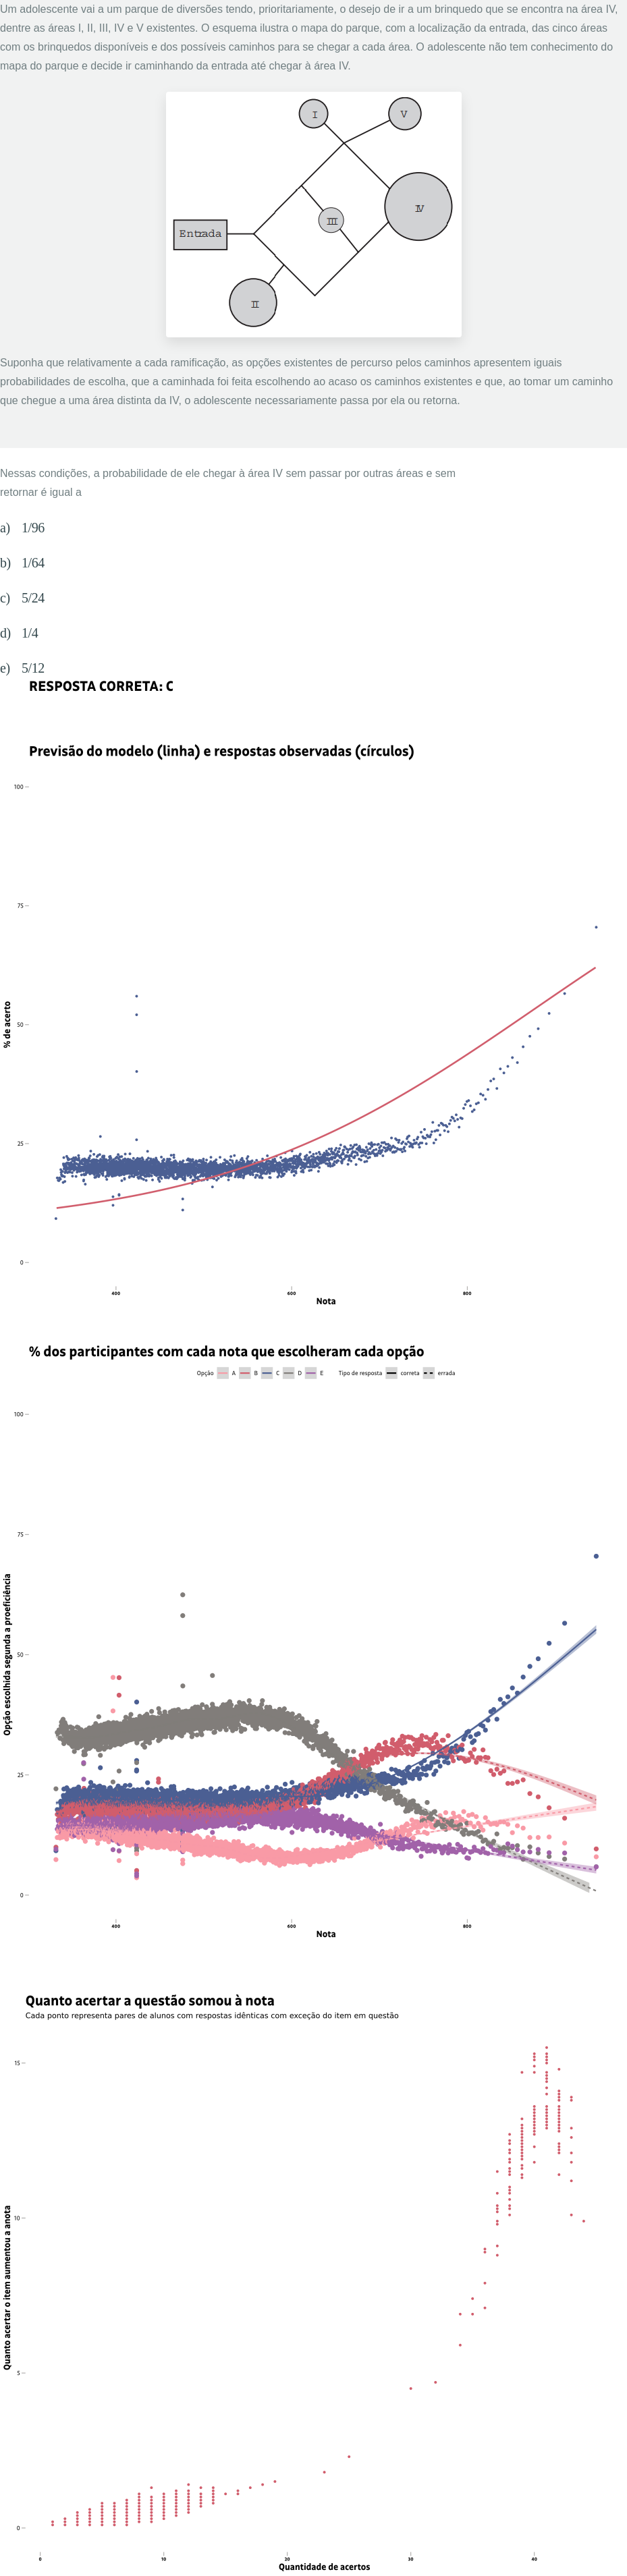 Um adolescente vai a um parque de diversões tendo, prioritariamente, o desejo de ir a um brinquedo que se encontra na área IV,
dentre as áreas I, II, III, IV e V existentes. O esquema ilustra o mapa do parque, com a localização da entrada, das cinco áreas
com os brinquedos disponíveis e dos possíveis caminhos para se chegar a cada área. O adolescente não tem conhecimento do
mapa do parque e decide ir caminhando da entrada até chegar à área IV.
I
V
IV
III
Entrada
II
Suponha que relativamente a cada ramificação, as opções existentes de percurso pelos caminhos apresentem iguais
probabilidades de escolha, que a caminhada foi feita escolhendo ao acaso os caminhos existentes e que, ao tomar um caminho
que chegue a uma área distinta da IV, o adolescente necessariamente passa por ela ou retorna.
Nessas condições, a probabilidade de ele chegar à área IV sem passar por outras áreas e sem
retornar é igual a
a) 1/96
b) 1/64
c) 5/24
d) 1/4
e) 5/12
RESPOSTA CORRETA: C
Previsão do modelo (linha) e respostas observadas (círculos)
100
75
50
25
0
% de acerto
400 600 800
Nota
% dos participantes com cada nota que escolheram cada opção
Opção A B C D E Tipo de resposta correta errada
100
75
50
25
0
Opção escolhida segunda a proeficiência
400 600 800
Nota
Quanto acertar a questão somou à nota
Cada ponto representa pares de alunos com respostas idênticas com exceção do item em questão
15
10
5
0
Quanto acertar o item aumentou a anota
0 10 20 30 40
Quantidade de acertos